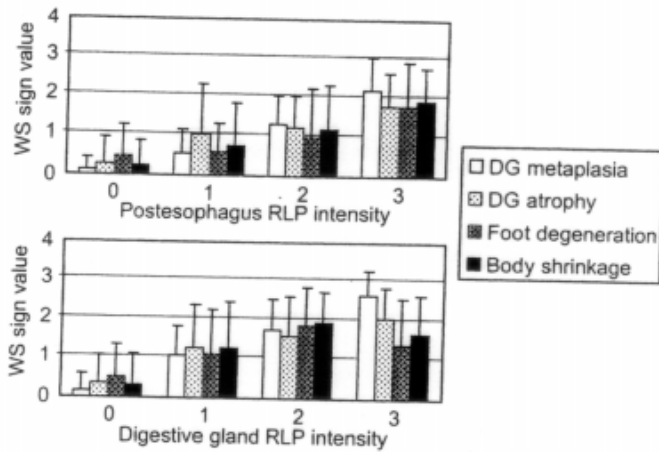 4
3
2
1
0
WS sign value
0 1 2 3
Postesophagus RLP intensity
4
3
2
1
0
WS sign value
0 1 2 3
Digestive gland RLP intensity
DG metaplasia
DG atrophy
Foot degeneration
Body shrinkage